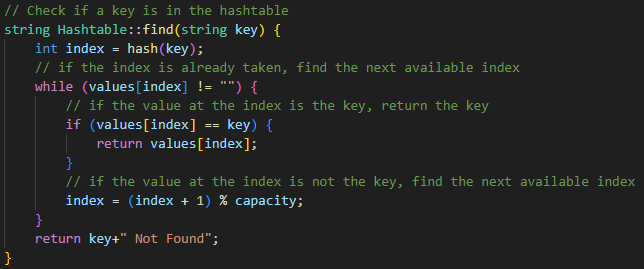 // Check if a key is in the hashtable
string Hashtable::find(string key) {
    int index = hash(key);
    // if the index is already taken, find the next available index
    while (values[index] != "") {
        // if the value at the index is the key, return the key
        if (values[index] == key) {
            return values[index];
        }
        // if the value at the index is not the key, find the next available index
        index = (index + 1) % capacity;
    }
    return key+" Not Found";
}